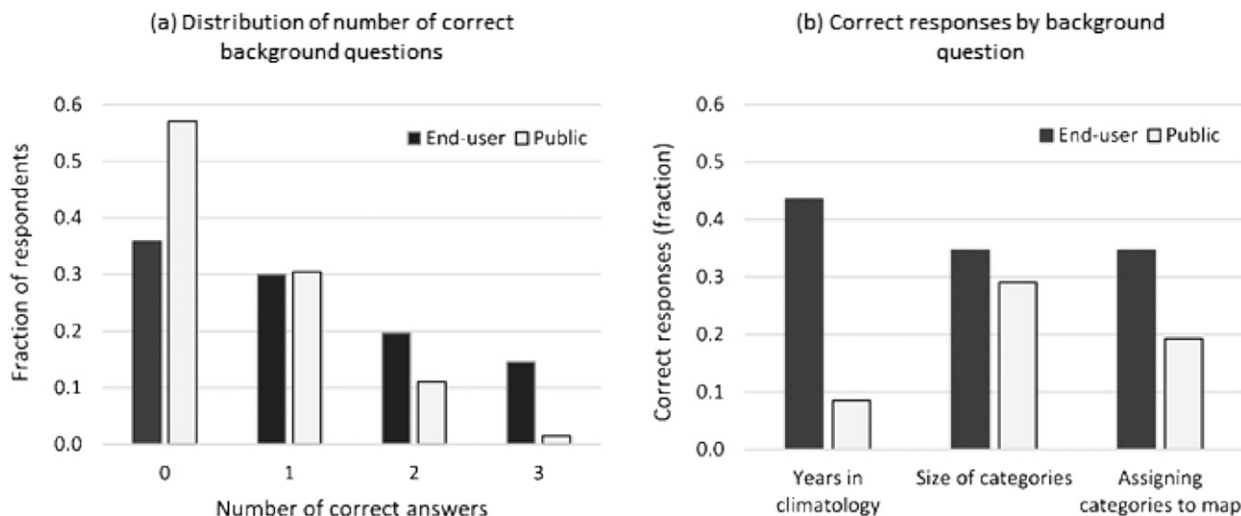 (a) Distribution of number of correct
background questions
0.6
0.5
0.4
0.3
0.2
0.1
0.0
Fraction of respondents
End-user Public
0 1 2 3
Number of correct answers
(b) Correct responses by background
question
0.6
0.5
0.4
0.3
0.2
0.1
0.0
Correct responses (fraction)
End-user Public
Years in
climatology
Size of categories
Assigning
categories to map